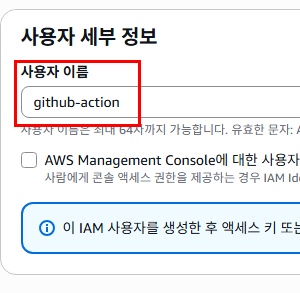 사용자 세부 정보
사용자 이름
github-action
사용자 이름은 최대 64자까지 가능합니다. 유효한 문자: A
AWS Management Console에 대한 사용자
사람에게 콘솔 액세스 권한을 제공하는 경우 IAM Ide
이 IAM 사용자를 생성한 후 액세스 키 또는